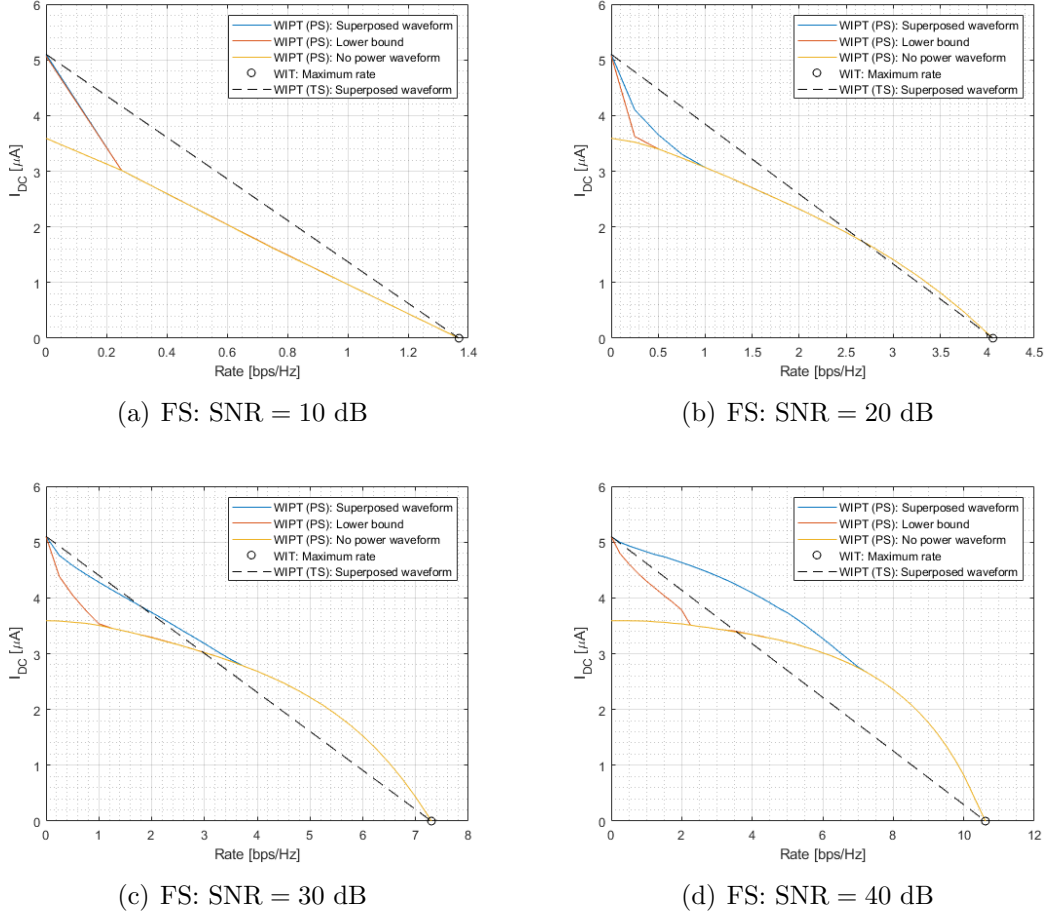 6
5
4
3
2
1
0
I_DC [μA]
WIPT (PS): Superposed waveform
WIPT (PS): Lower bound
WIPT (PS): No power waveform
WIT: Maximum rate
WIPT (TS): Superposed waveform
0 0.2 0.4 0.6 0.8 1 1.2 1.4
Rate [bps/Hz]
(a) FS: SNR = 10 dB
6
5
4
3
2
1
0
I_DC [μA]
WIPT (PS): Superposed waveform
WIPT (PS): Lower bound
WIPT (PS): No power waveform
WIT: Maximum rate
WIPT (TS): Superposed waveform
0 0.5 1 1.5 2 2.5 3 3.5 4 4.5
Rate [bps/Hz]
(b) FS: SNR = 20 dB
6
5
4
3
2
1
0
I_DC [μA]
WIPT (PS): Superposed waveform
WIPT (PS): Lower bound
WIPT (PS): No power waveform
WIT: Maximum rate
WIPT (TS): Superposed waveform
0 1 2 3 4 5 6 7 8
Rate [bps/Hz]
(c) FS: SNR = 30 dB
6
5
4
3
2
1
0
I_DC [μA]
WIPT (PS): Superposed waveform
WIPT (PS): Lower bound
WIPT (PS): No power waveform
WIT: Maximum rate
WIPT (TS): Superposed waveform
0 2 4 6 8 10 12
Rate [bps/Hz]
(d) FS: SNR = 40 dB